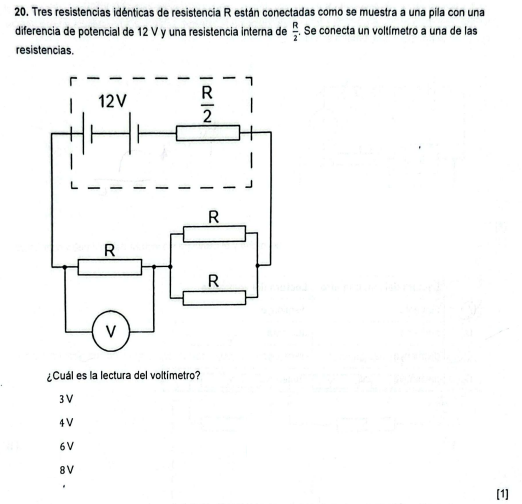 20. Tres resistencias idénticas de resistencia R están conectadas como se muestra a una pila con una
diferencia de potencial de 12 V y una resistencia interna de R/2. Se conecta un voltímetro a una de las
resistencias.
12V
R/2
R
R
R
V
¿Cuál es la lectura del voltímetro?
3 V
4 V
6 V
8 V
[1]